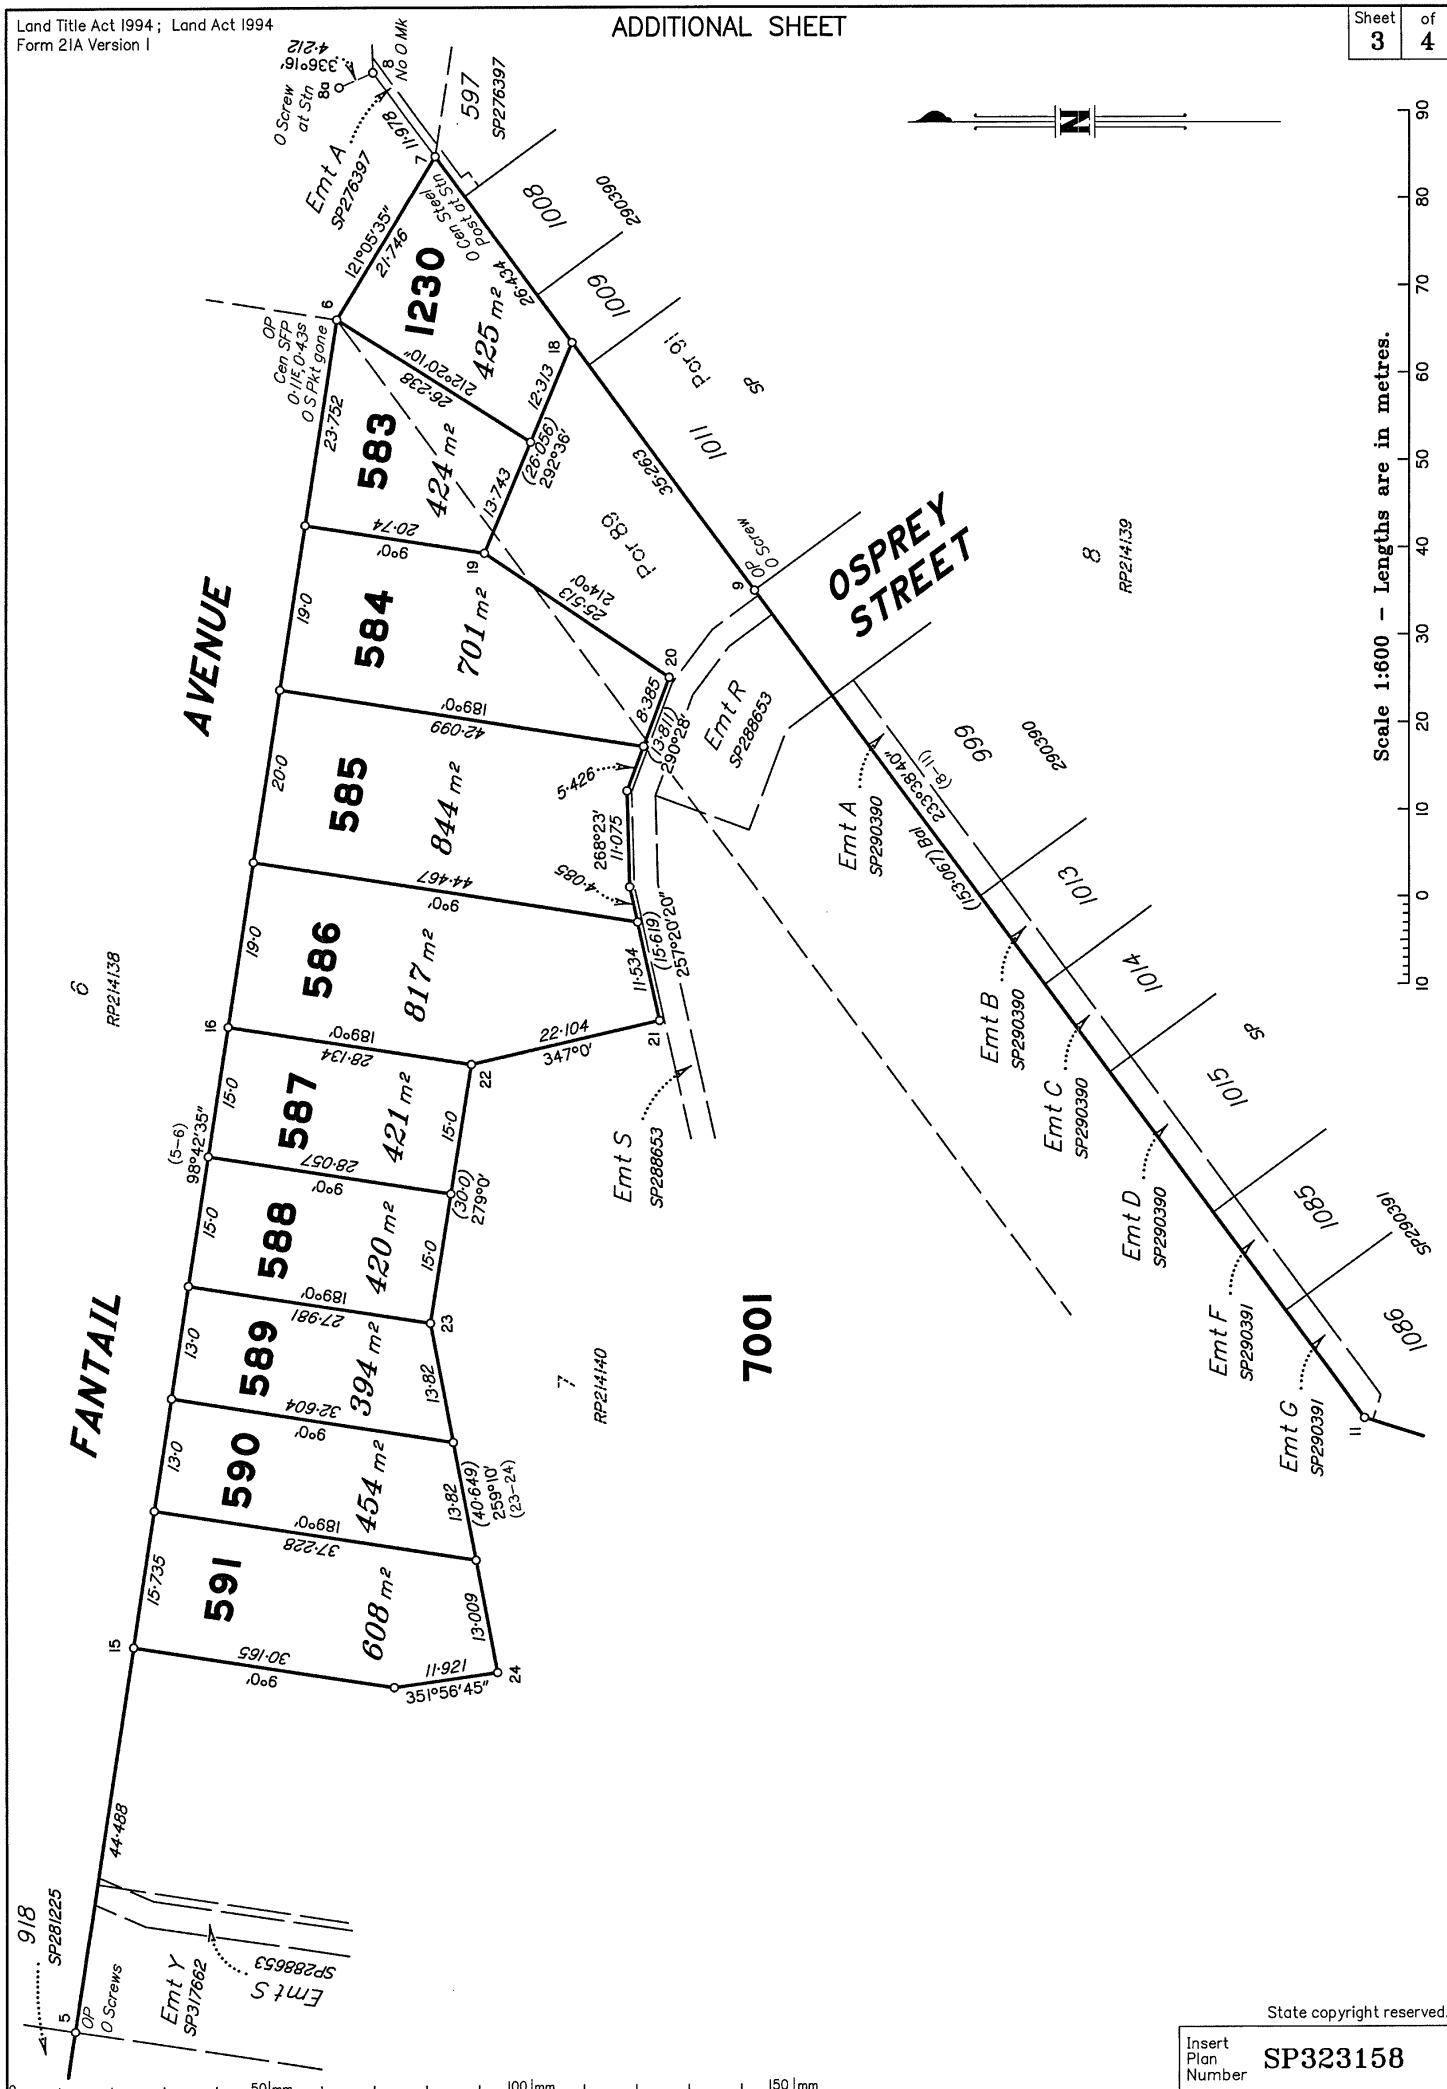 Land Title Act 1994 ; Land Act 1994
Form 21A Version 1
ADDITIONAL SHEET
Sheet
3
of
4
336°16'
4·212
8a
8
No O Mk
O Screw
at Stn
Emt A
SP276397
11·978
7
597
SP276397
O Cen Steel
Post at Stn
121°05'35"
21·746
1230
425 m²
26·434
1008
290390
1009
18
6
OP
Cen SFP
0·11E, 0·43s
O S Pkt gone
212°20'10"
26·238
12·313
(26·056)
292°36'
13·743
23·752
583
424 m²
20·74
9°0'
19
Por 91
SP
1011
35·263
Por 89
OP
O Screw
9
OSPREY
STREET
8
RP214139
AVENUE
19·0
584
701 m²
25·513
214°0'
20
8·385
(13·811)
290°28'
Emt R
SP288653
189°0'
42·099
20·0
585
844 m²
5·426
268°23'
11·075
4·085
44·467
9°0'
19·0
586
817 m²
(15·619)
257°20'20"
11·534
21
22·104
347°0'
6
RP214138
16
189°0'
28·134
22
15·0
587
421 m²
15·0
(5-6)
98°42'35"
28·057
9°0'
(30·0)
279°0'
15·0
588
420 m²
15·0
189°0'
27·981
23
13·0
589
394 m²
13·82
32·604
9°0'
13·0
590
454 m²
13·82
(40·649)
259°10'
(23-24)
189°0'
37·228
15·735
591
608 m²
13·009
15
30·165
9°0'
12·911
351°56'45"
24
FANTAIL
44·488
Emt S
SP288653
7
RP214140
7001
Emt A
SP290390
233°38'40"
(8-11)
(153·067) Bdl
999
290390
1013
Emt B
SP290390
1014
Emt C
SP290390
SP
1015
Emt D
SP290390
1085
SP290391
Emt F
SP290391
1086
Emt G
SP290391
11
918
SP281225
5
OP
O Screws
Emt Y
SP317662
Emt S
SP288653
N
Scale 1:600 – Lengths are in metres.
10 0 10 20 30 40 50 60 70 80 90
50 mm
100 mm
150 mm
State copyright reserved.
Insert
Plan
Number
SP323158